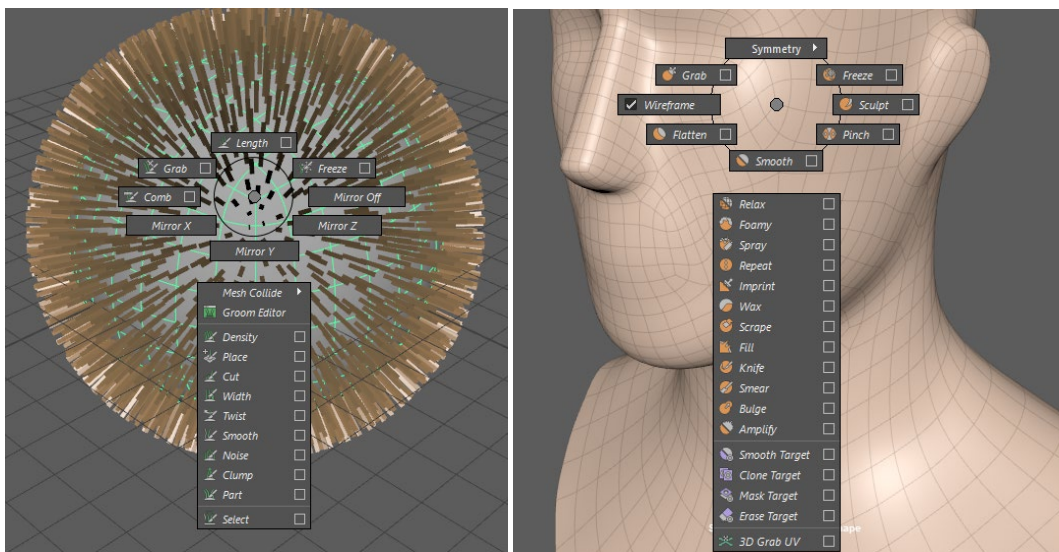 Length
Grab
Freeze
Comb
Mirror Off
Mirror X
Mirror Z
Mirror Y
Mesh Collide
Groom Editor
Density
Place
Cut
Width
Twist
Smooth
Noise
Clump
Part
Select
Symmetry
Grab
Freeze
Wireframe
Sculpt
Flatten
Pinch
Smooth
Relax
Foamy
Spray
Repeat
Imprint
Wax
Scrape
Fill
Knife
Smear
Bulge
Amplify
Smooth Target
Clone Target
Mask Target
Erase Target
3D Grab UV